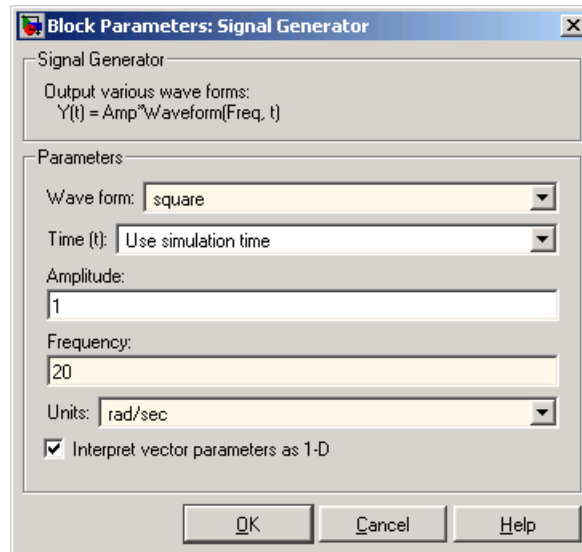 Block Parameters: Signal Generator
Signal Generator
Output various wave forms:
Y(t) = Amp*Waveform(Freq, t)
Parameters
Wave form: square
Time (t): Use simulation time
Amplitude:
1
Frequency:
20
Units: rad/sec
Interpret vector parameters as 1-D
OK Cancel Help